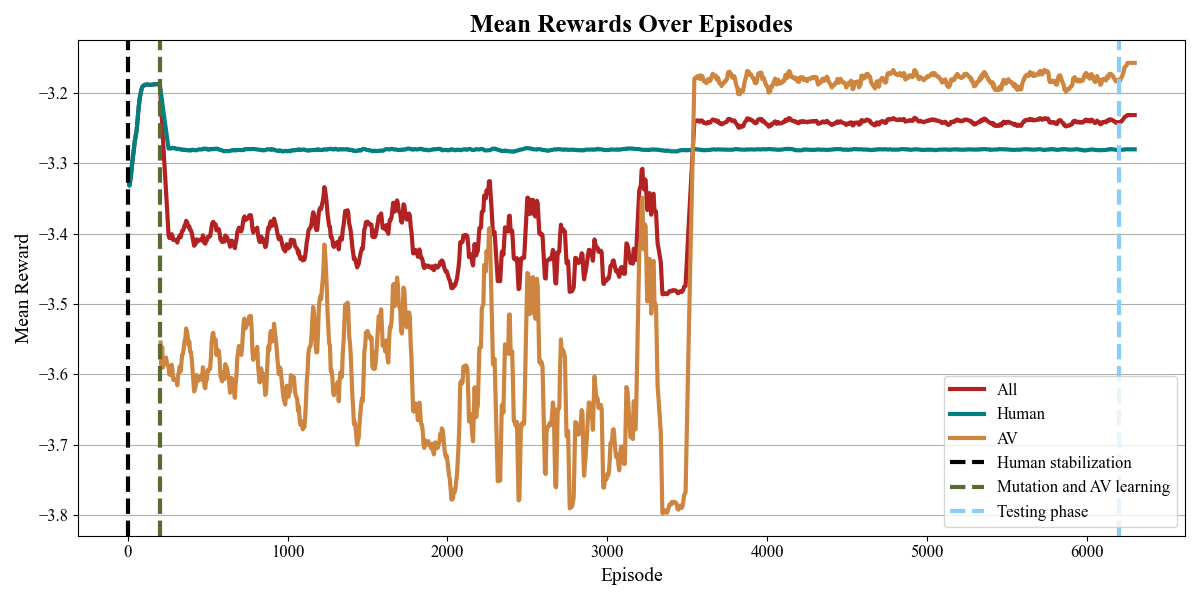 Mean Rewards Over Episodes
Mean Reward
−3.2
−3.3
−3.4
−3.5
−3.6
−3.7
−3.8
0
1000
2000
3000
4000
5000
6000
Episode
All
Human
AV
Human stabilization
Mutation and AV learning
Testing phase